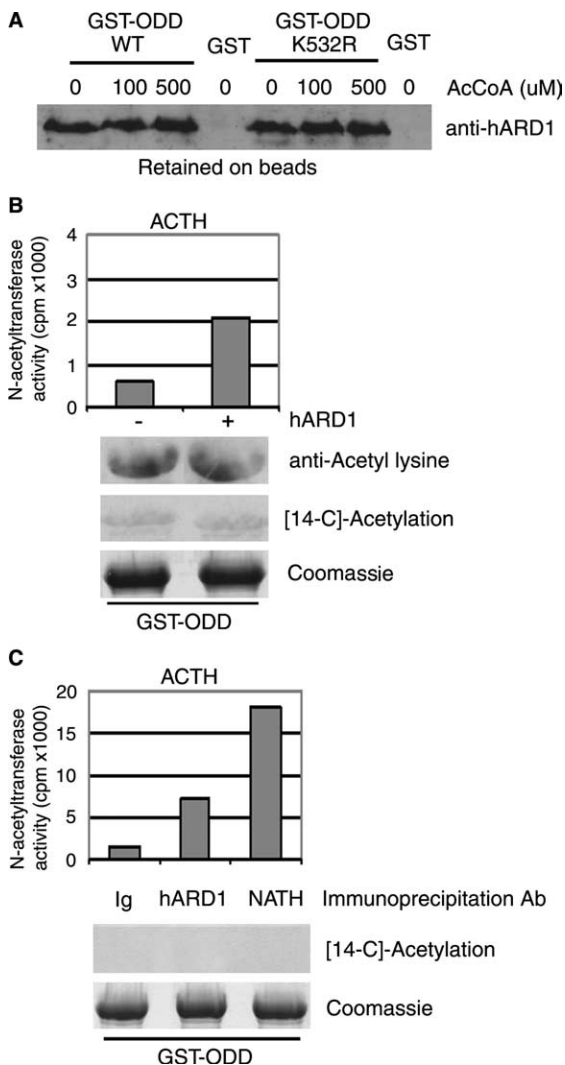 A
GST-ODD WT
GST
GST-ODD K532R
GST
0 100 500 0 0 100 500 0 AcCoA (uM)
anti-hARD1
Retained on beads
B
ACTH
N-acetyltransferase activity (cpm x1000)
4
3
2
1
0
- + hARD1
anti-Acetyl lysine
[14-C]-Acetylation
Coomassie
GST-ODD
C
ACTH
N-acetyltransferase activity (cpm x1000)
20
15
10
5
0
Ig hARD1 NATH Immunoprecipitation Ab
[14-C]-Acetylation
Coomassie
GST-ODD